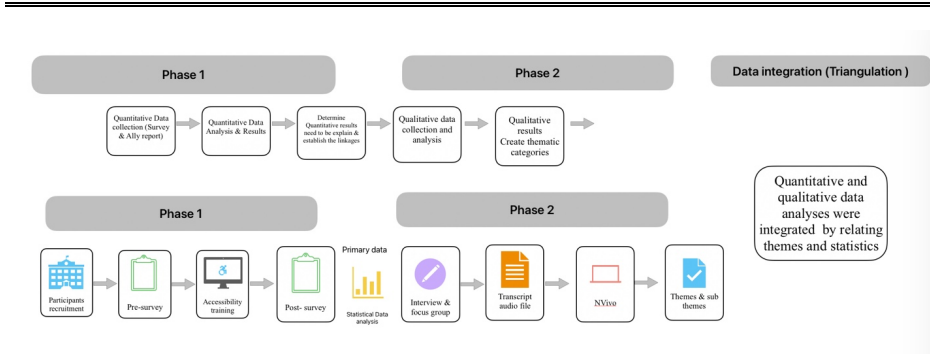 Phase 1
Phase 2
Data integration (Triangulation )
Quantitative Data
collection (Survey
& Ally report)
Quantitative Data
Analysis & Results
Determine
Quantitative results
need to be explain &
establish the linkages
Qualitative data
collection and
analysis
Qualitative
results
Create thematic
categories
Quantitative and
qualitative data
analyses were
integrated by relating
themes and statistics
Phase 1
Phase 2
Participants
recruitment
Pre-survey
Accessibility
training
Post- survey
Primary data
Statistical Data
analysis
Interview &
focus group
Transcript
audio file
NVivo
Themes & sub
themes